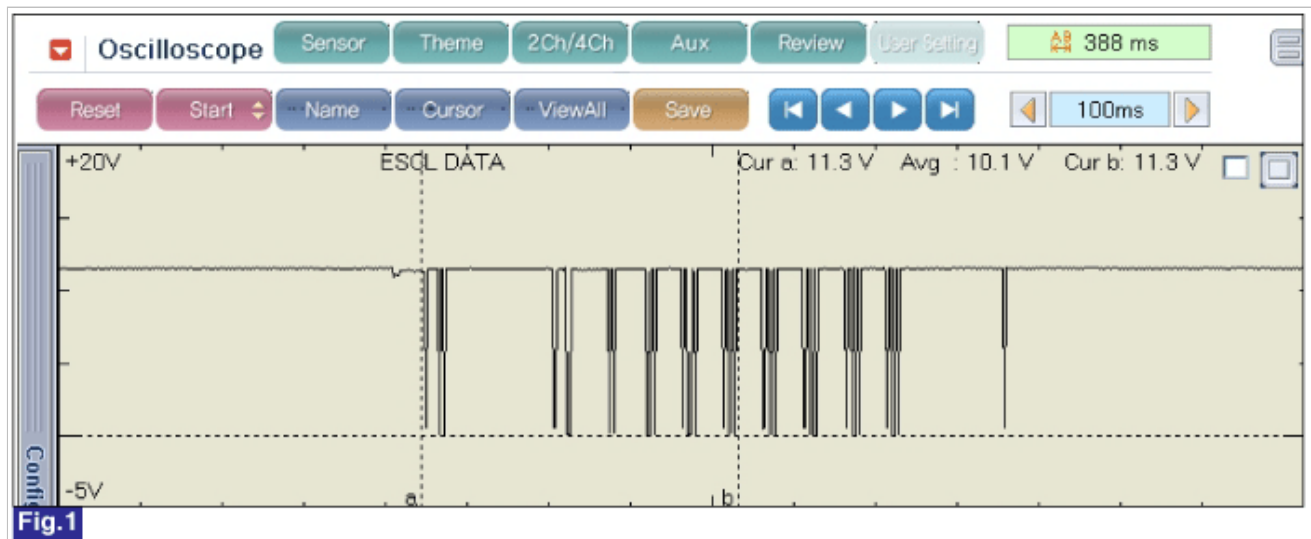 Oscilloscope Sensor Theme 2Ch/4Ch Aux Review User Setting 388 ms
Reset Start Name Cursor ViewAll Save 100ms
+20V ESCL DATA Cur a: 11.3 V Avg : 10.1 V Cur b: 11.3 V
Config
-5V a b
Fig.1